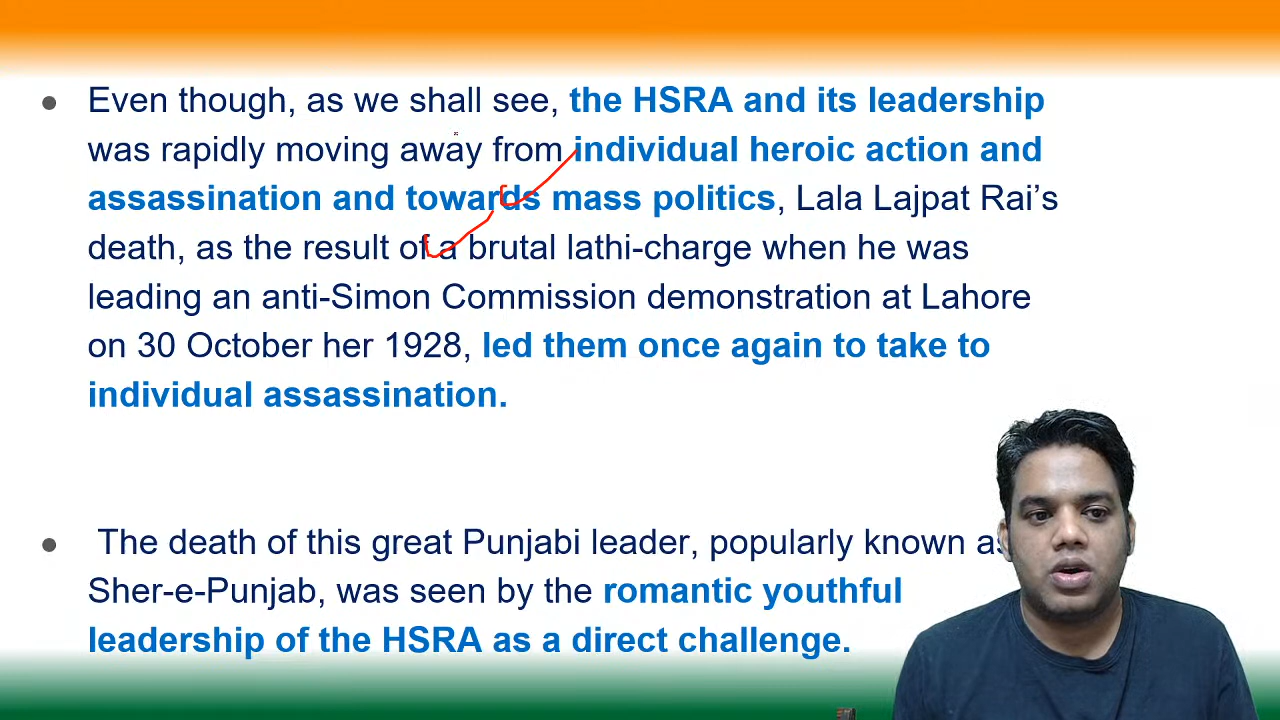 Even though, as we shall see, the HSRA and its leadership
was rapidly moving away from individual heroic action and
assassination and towards mass politics, Lala Lajpat Rai’s
death, as the result of a brutal lathi-charge when he was
leading an anti-Simon Commission demonstration at Lahore
on 30 October her 1928, led them once again to take to
individual assassination.
The death of this great Punjabi leader, popularly known as
Sher-e-Punjab, was seen by the romantic youthful
leadership of the HSRA as a direct challenge.